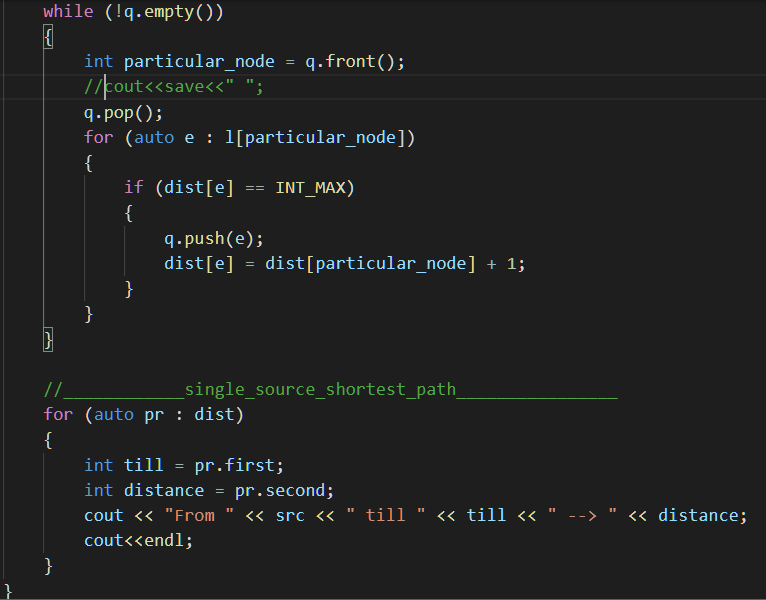 while (!q.empty())
{
int particular_node = q.front();
//cout<<save<<" ";
q.pop();
for (auto e : l[particular_node])
{
if (dist[e] == INT_MAX)
{
q.push(e);
dist[e] = dist[particular_node] + 1;
}
}
}
//____________single_source_shortest_path________________
for (auto pr : dist)
{
int till = pr.first;
int distance = pr.second;
cout << "From " << src << " till " << till << " --> " << distance;
cout<<endl;
}
}